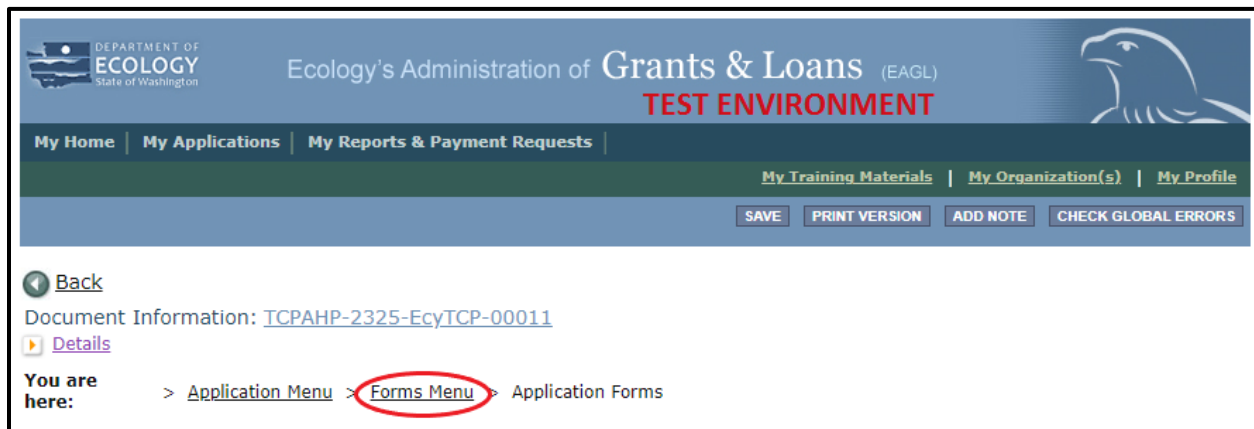 DEPARTMENT OF
ECOLOGY
State of Washington
Ecology's Administration of Grants & Loans (EAGL)
TEST ENVIRONMENT
My Home | My Applications | My Reports & Payment Requests |
My Training Materials | My Organization(s) | My Profile
SAVE PRINT VERSION ADD NOTE CHECK GLOBAL ERRORS
Back
Document Information: TCPAHP-2325-EcyTCP-00011
Details
You are here: > Application Menu > Forms Menu > Application Forms